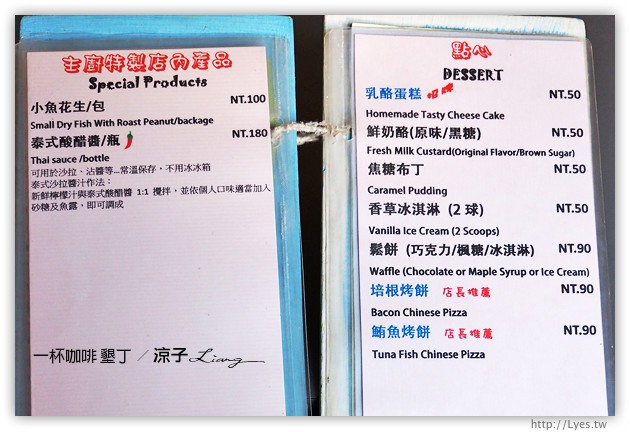 主廚特製店內產品
Special Products
小魚花生/包 NT.100
Small Dry Fish With Roast Peanut/backage
泰式酸醋醬/瓶 NT.180
Thai sauce /bottle
可用於沙拉、沾醬等...常溫保存，不用冰冰箱
泰式沙拉醬汁作法：
新鮮檸檬汁與泰式酸醋醬 1:1 攪拌，並依個人口味適當加入
砂糖及魚露，即可調成
一杯咖啡 墾丁 / 涼子 Liang
點心
DESSERT
乳酪蛋糕 招牌 NT.50
Homemade Tasty Cheese Cake
鮮奶酪(原味/黑糖) NT.50
Fresh Milk Custard(Original Flavor/Brown Sugar)
焦糖布丁 NT.50
Caramel Pudding
香草冰淇淋 (2 球) NT.50
Vanilla Ice Cream (2 Scoops)
鬆餅 (巧克力/楓糖/冰淇淋) NT.90
Waffle (Chocolate or Maple Syrup or Ice Cream)
培根烤餅 店長推薦 NT.90
Bacon Chinese Pizza
鮪魚烤餅 店長推薦 NT.90
Tuna Fish Chinese Pizza
http://Lyes.tw